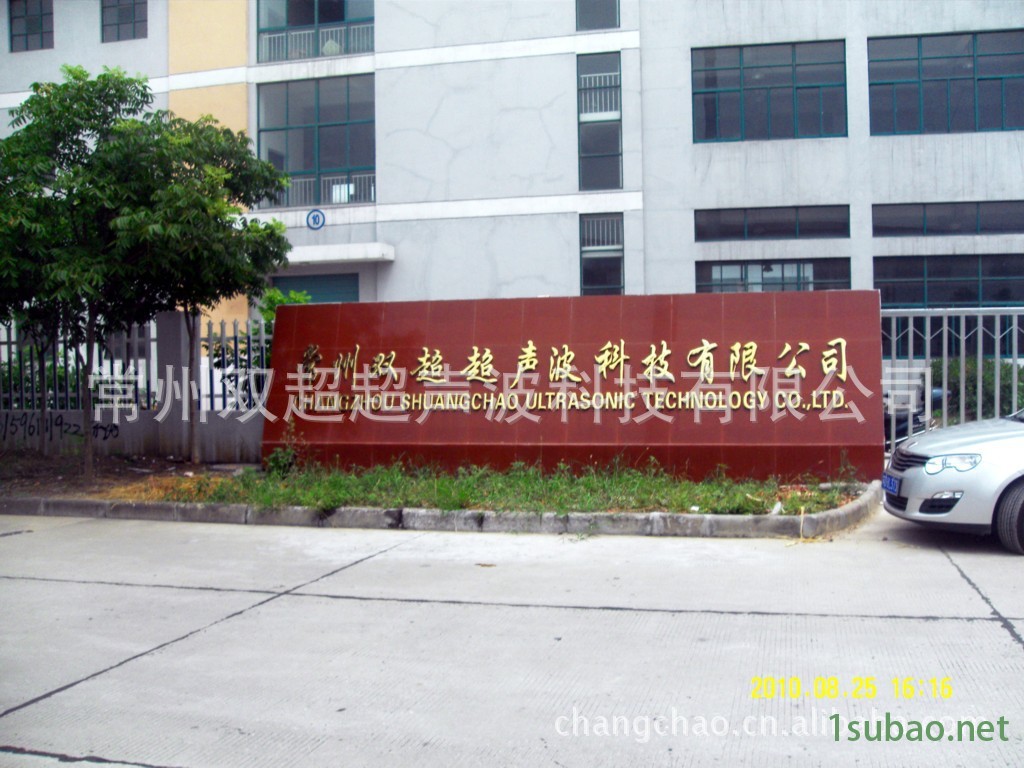 10
常州双超超声波科技有限公司
常州双超超声波科技有限公司
CHANGZHOU SHUANGCHAO ULTRASONIC TECHNOLOGY CO.,LTD.
2010.08.25 16:16
changchao.cn.alibaba.com
1subao.net